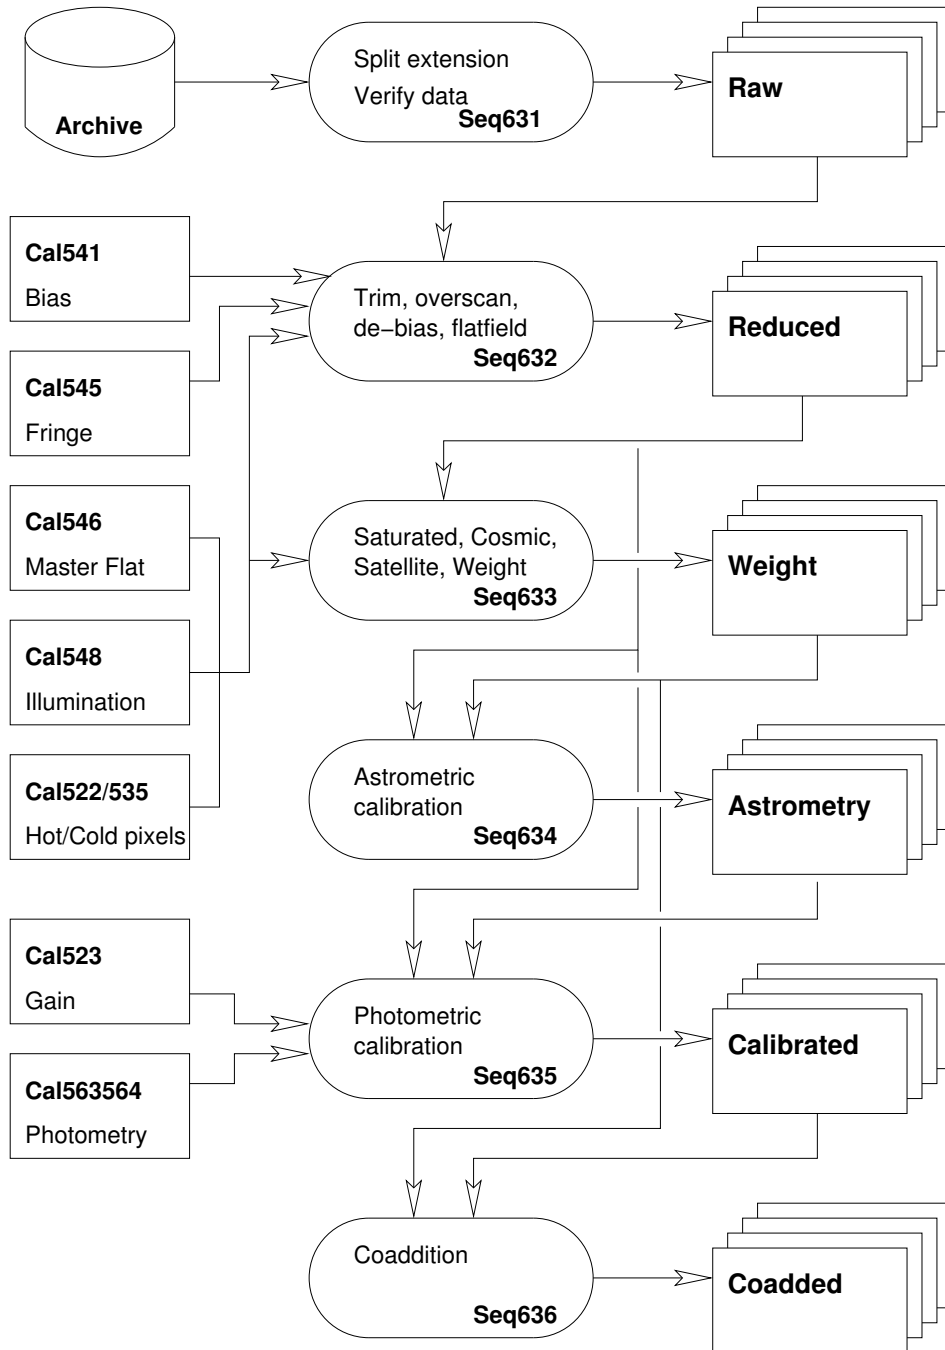 Archive
Split extension
Verify data
Seq631
Raw
Cal541
Bias
Trim, overscan,
de−bias, flatfield
Seq632
Reduced
Cal545
Fringe
Cal546
Master Flat
Saturated, Cosmic,
Satellite, Weight
Seq633
Weight
Cal548
Illumination
Cal522/535
Hot/Cold pixels
Astrometric
calibration
Seq634
Astrometry
Cal523
Gain
Photometric
calibration
Seq635
Calibrated
Cal563564
Photometry
Coaddition
Seq636
Coadded